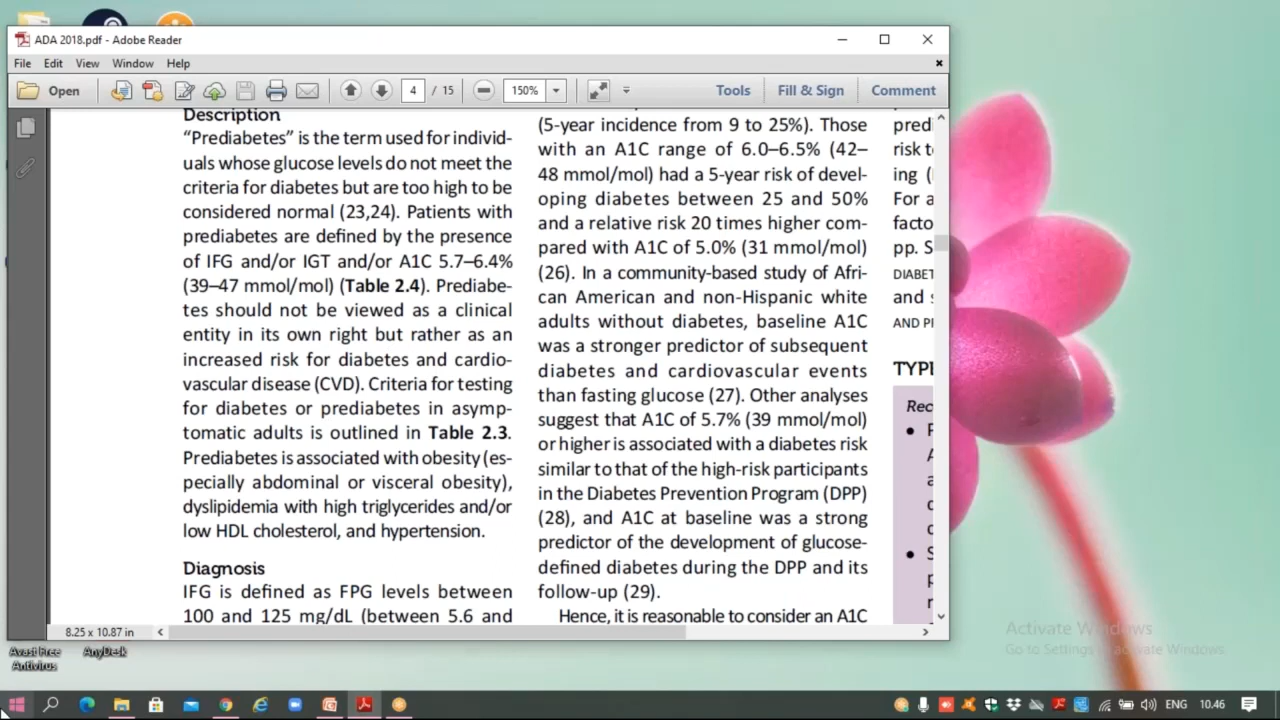 ADA 2018.pdf - Adobe Reader
File Edit View Window Help
Open
4 / 15
150%
Tools
Fill & Sign
Comment
Description
“Prediabetes” is the term used for individ-
uals whose glucose levels do not meet the
criteria for diabetes but are too high to be
considered normal (23,24). Patients with
prediabetes are defined by the presence
of IFG and/or IGT and/or A1C 5.7–6.4%
(39–47 mmol/mol) (Table 2.4). Prediabe-
tes should not be viewed as a clinical
entity in its own right but rather as an
increased risk for diabetes and cardio-
vascular disease (CVD). Criteria for testing
for diabetes or prediabetes in asymp-
tomatic adults is outlined in Table 2.3.
Prediabetes is associated with obesity (es-
pecially abdominal or visceral obesity),
dyslipidemia with high triglycerides and/or
low HDL cholesterol, and hypertension.
Diagnosis
IFG is defined as FPG levels between
100 and 125 mg/dL (between 5.6 and
(5-year incidence from 9 to 25%). Those
with an A1C range of 6.0–6.5% (42–
48 mmol/mol) had a 5-year risk of devel-
oping diabetes between 25 and 50%
and a relative risk 20 times higher com-
pared with A1C of 5.0% (31 mmol/mol)
(26). In a community-based study of Afri-
can American and non-Hispanic white
adults without diabetes, baseline A1C
was a stronger predictor of subsequent
diabetes and cardiovascular events
than fasting glucose (27). Other analyses
suggest that A1C of 5.7% (39 mmol/mol)
or higher is associated with a diabetes risk
similar to that of the high-risk participants
in the Diabetes Prevention Program (DPP)
(28), and A1C at baseline was a strong
predictor of the development of glucose-
defined diabetes during the DPP and its
follow-up (29).
Hence, it is reasonable to consider an A1C
pred
risk t
ing (
For a
facto
pp. S
DIABET
and s
AND PR
TYPE
Rec
8.25 x 10.87 in
Activate Windows
Go to Settings to activate Windows.
Avast Free
Antivirus
AnyDesk
ENG
10.46